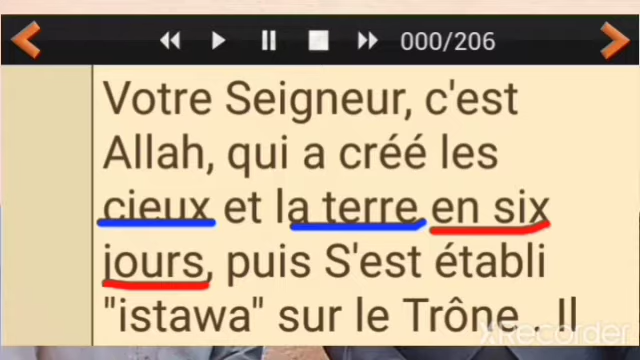 000/206
Votre Seigneur, c'est
Allah, qui a créé les
cieux et la terre en six
jours, puis S'est établi
"istawa" sur le Trône . Il
XRecorder